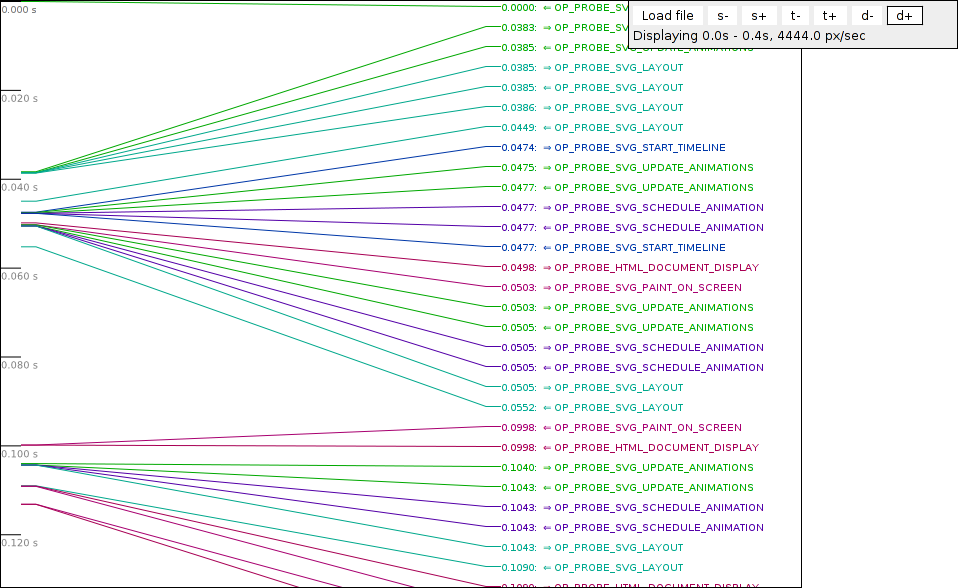 0.000 s
0.020 s
0.040 s
0.060 s
0.080 s
0.100 s
0.120 s
0.0000: ⇐ OP_PROBE_SV
0.0383: ⇒ OP_PROBE_SV
0.0385: ⇐ OP_PROBE_SVG_UPDATE_ANIMATIONS
0.0385: ⇒ OP_PROBE_SVG_LAYOUT
0.0385: ⇐ OP_PROBE_SVG_LAYOUT
0.0386: ⇒ OP_PROBE_SVG_LAYOUT
0.0449: ⇐ OP_PROBE_SVG_LAYOUT
0.0474: ⇒ OP_PROBE_SVG_START_TIMELINE
0.0475: ⇒ OP_PROBE_SVG_UPDATE_ANIMATIONS
0.0477: ⇐ OP_PROBE_SVG_UPDATE_ANIMATIONS
0.0477: ⇒ OP_PROBE_SVG_SCHEDULE_ANIMATION
0.0477: ⇐ OP_PROBE_SVG_SCHEDULE_ANIMATION
0.0477: ⇐ OP_PROBE_SVG_START_TIMELINE
0.0498: ⇒ OP_PROBE_HTML_DOCUMENT_DISPLAY
0.0503: ⇒ OP_PROBE_SVG_PAINT_ON_SCREEN
0.0503: ⇒ OP_PROBE_SVG_UPDATE_ANIMATIONS
0.0505: ⇐ OP_PROBE_SVG_UPDATE_ANIMATIONS
0.0505: ⇒ OP_PROBE_SVG_SCHEDULE_ANIMATION
0.0505: ⇐ OP_PROBE_SVG_SCHEDULE_ANIMATION
0.0505: ⇒ OP_PROBE_SVG_LAYOUT
0.0552: ⇐ OP_PROBE_SVG_LAYOUT
0.0998: ⇐ OP_PROBE_SVG_PAINT_ON_SCREEN
0.0998: ⇐ OP_PROBE_HTML_DOCUMENT_DISPLAY
0.1040: ⇒ OP_PROBE_SVG_UPDATE_ANIMATIONS
0.1043: ⇐ OP_PROBE_SVG_UPDATE_ANIMATIONS
0.1043: ⇒ OP_PROBE_SVG_SCHEDULE_ANIMATION
0.1043: ⇐ OP_PROBE_SVG_SCHEDULE_ANIMATION
0.1043: ⇒ OP_PROBE_SVG_LAYOUT
0.1090: ⇐ OP_PROBE_SVG_LAYOUT
0.1090: ⇒ OP_PROBE_HTML_DOCUMENT_DISPLAY
Load file s- s+ t- t+ d- d+
Displaying 0.0s - 0.4s, 4444.0 px/sec